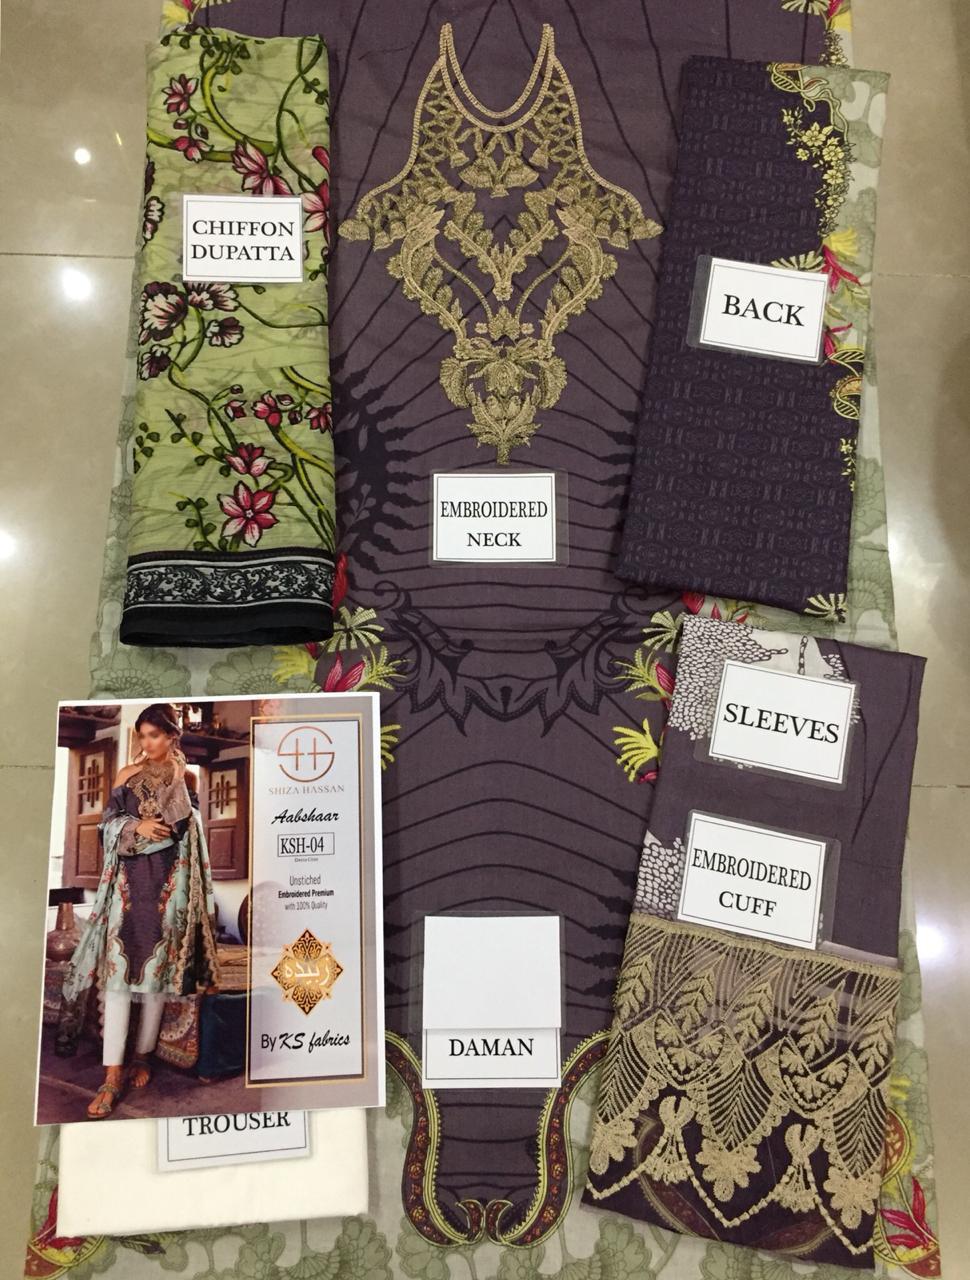 CHIFFON
DUPATTA
BACK
EMBROIDERED
NECK
SLEEVES
EMBROIDERED
CUFF
SHIZA HASSAN
Aabshaar
KSH-04
Unstiched
Embroidered Premium
with 100% Quality
زبیدہ
By KS fabrics
DAMAN
TROUSER